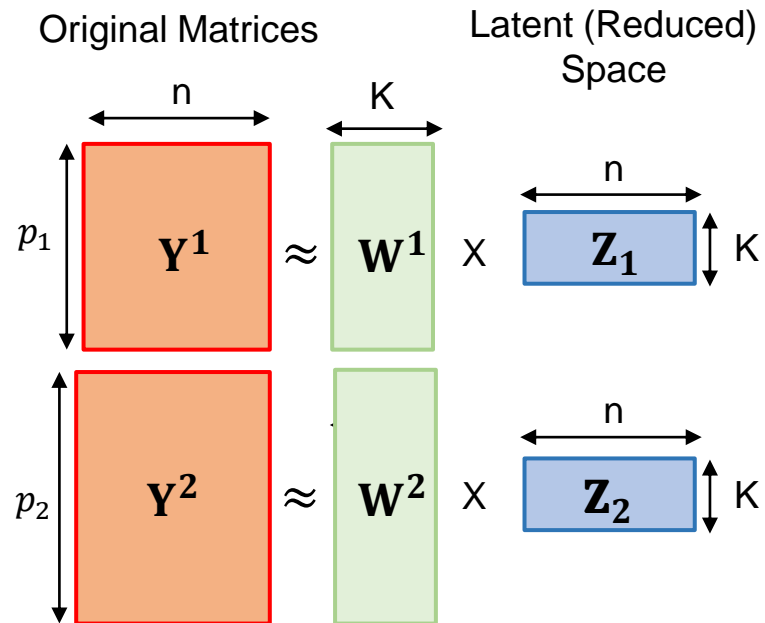 Original Matrices
Latent (Reduced)
Space
n
K
n
p₁
Y¹ ≈ W¹ X Z₁
K
n
p₂
Y² ≈ W² X Z₂
K